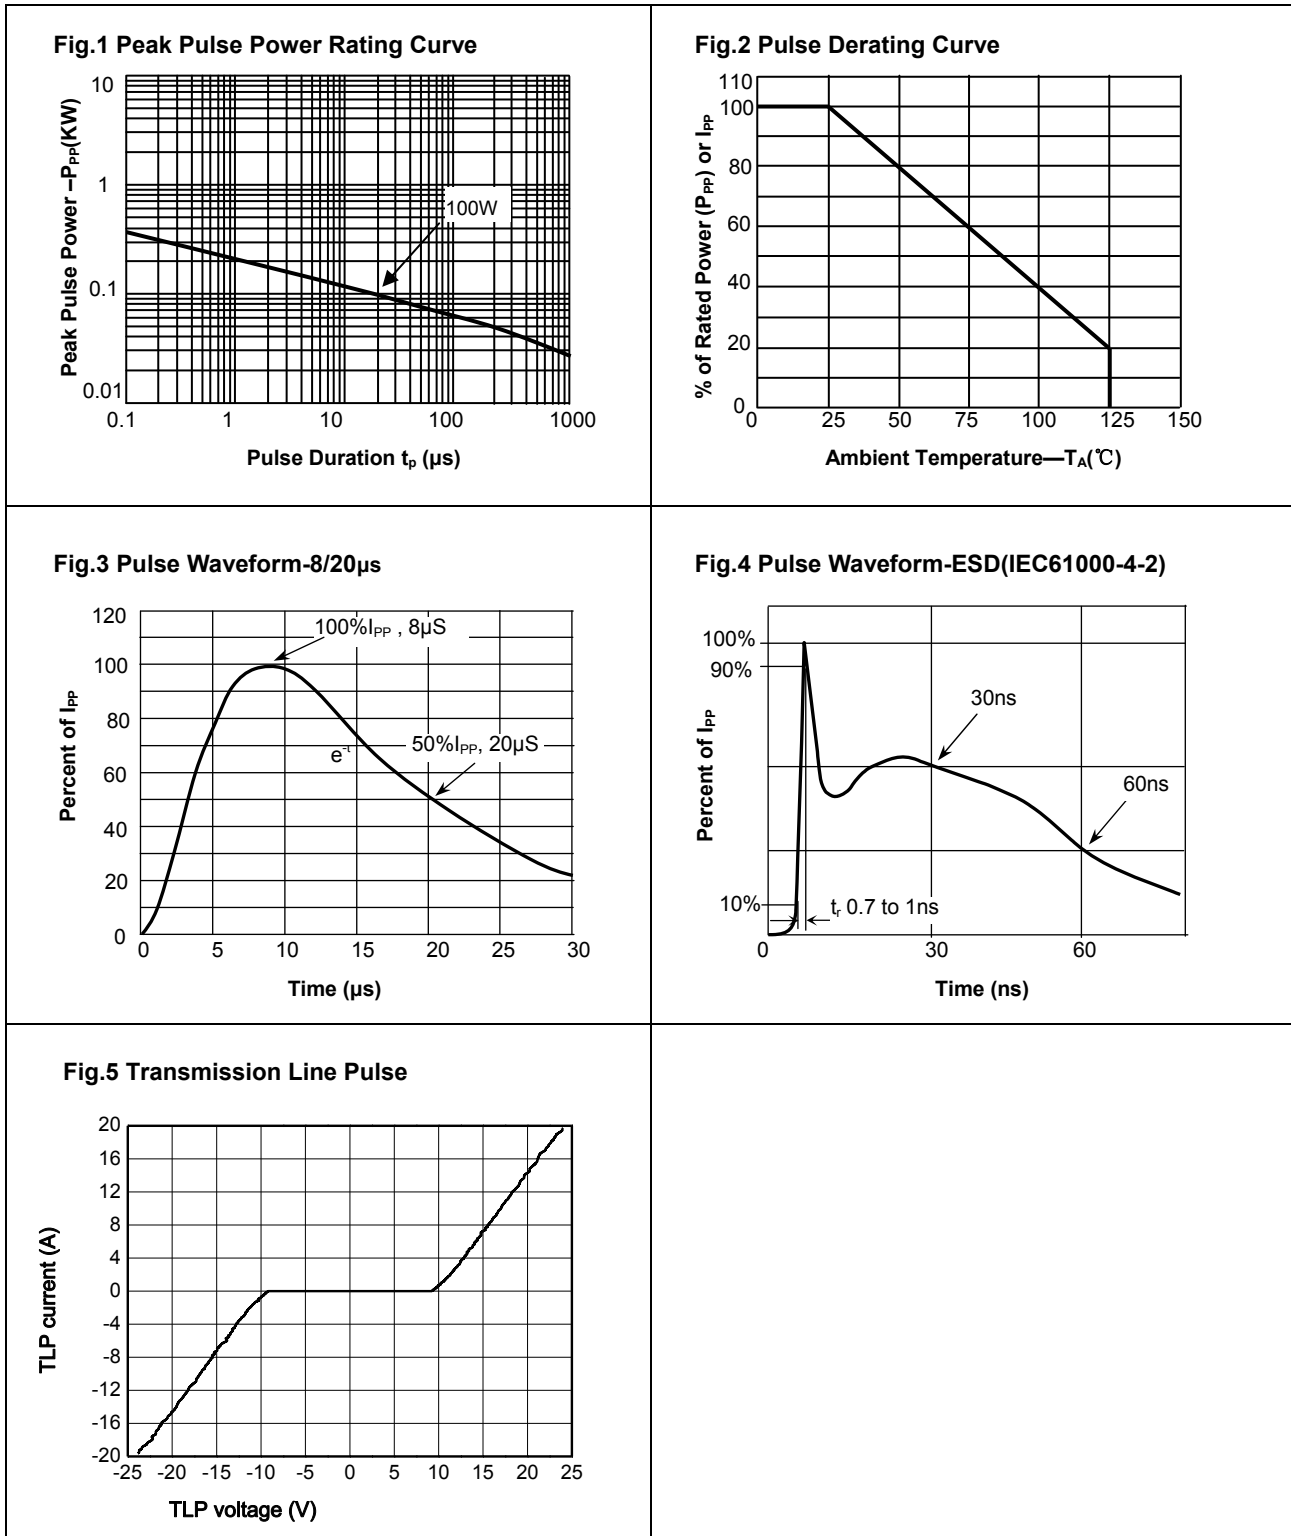 Fig.1 Peak Pulse Power Rating Curve
Peak Pulse Power –PPP(KW)
10
1
0.1
0.01
100W
0.1 1 10 100 1000
Pulse Duration tp (μs)
Fig.2 Pulse Derating Curve
% of Rated Power (PPP) or IPP
110
100
80
60
40
20
0
0 25 50 75 100 125 150
Ambient Temperature—TA(℃)
Fig.3 Pulse Waveform-8/20μs
Percent of IPP
120
100
80
60
40
20
0
100%IPP , 8μS
e-t
50%IPP, 20μS
0 5 10 15 20 25 30
Time (μs)
Fig.4 Pulse Waveform-ESD(IEC61000-4-2)
Percent of IPP
100%
90%
10%
30ns
60ns
tr 0.7 to 1ns
0 30 60
Time (ns)
Fig.5 Transmission Line Pulse
TLP current (A)
20
16
12
8
4
0
-4
-8
-12
-16
-20
-25 -20 -15 -10 -5 0 5 10 15 20 25
TLP voltage (V)